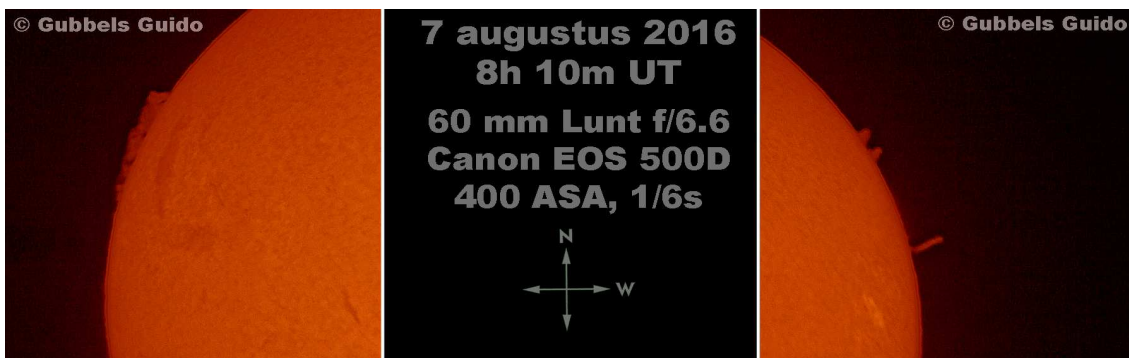 © Gubbels Guido
7 augustus 2016
8h 10m UT
60 mm Lunt f/6.6
Canon EOS 500D
400 ASA, 1/6s
N
W
© Gubbels Guido